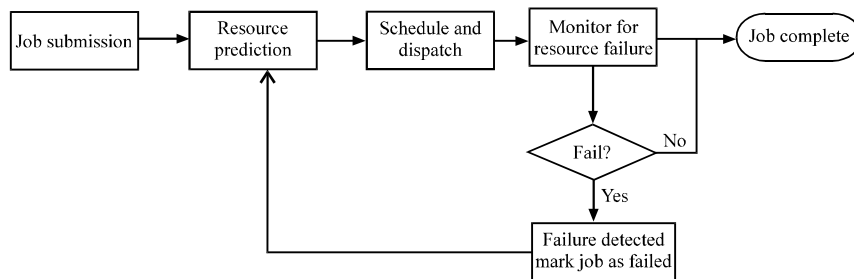 Job submission
Resource
prediction
Schedule and
dispatch
Monitor for
resource failure
Job complete
Fail?
No
Yes
Failure detected
mark job as failed